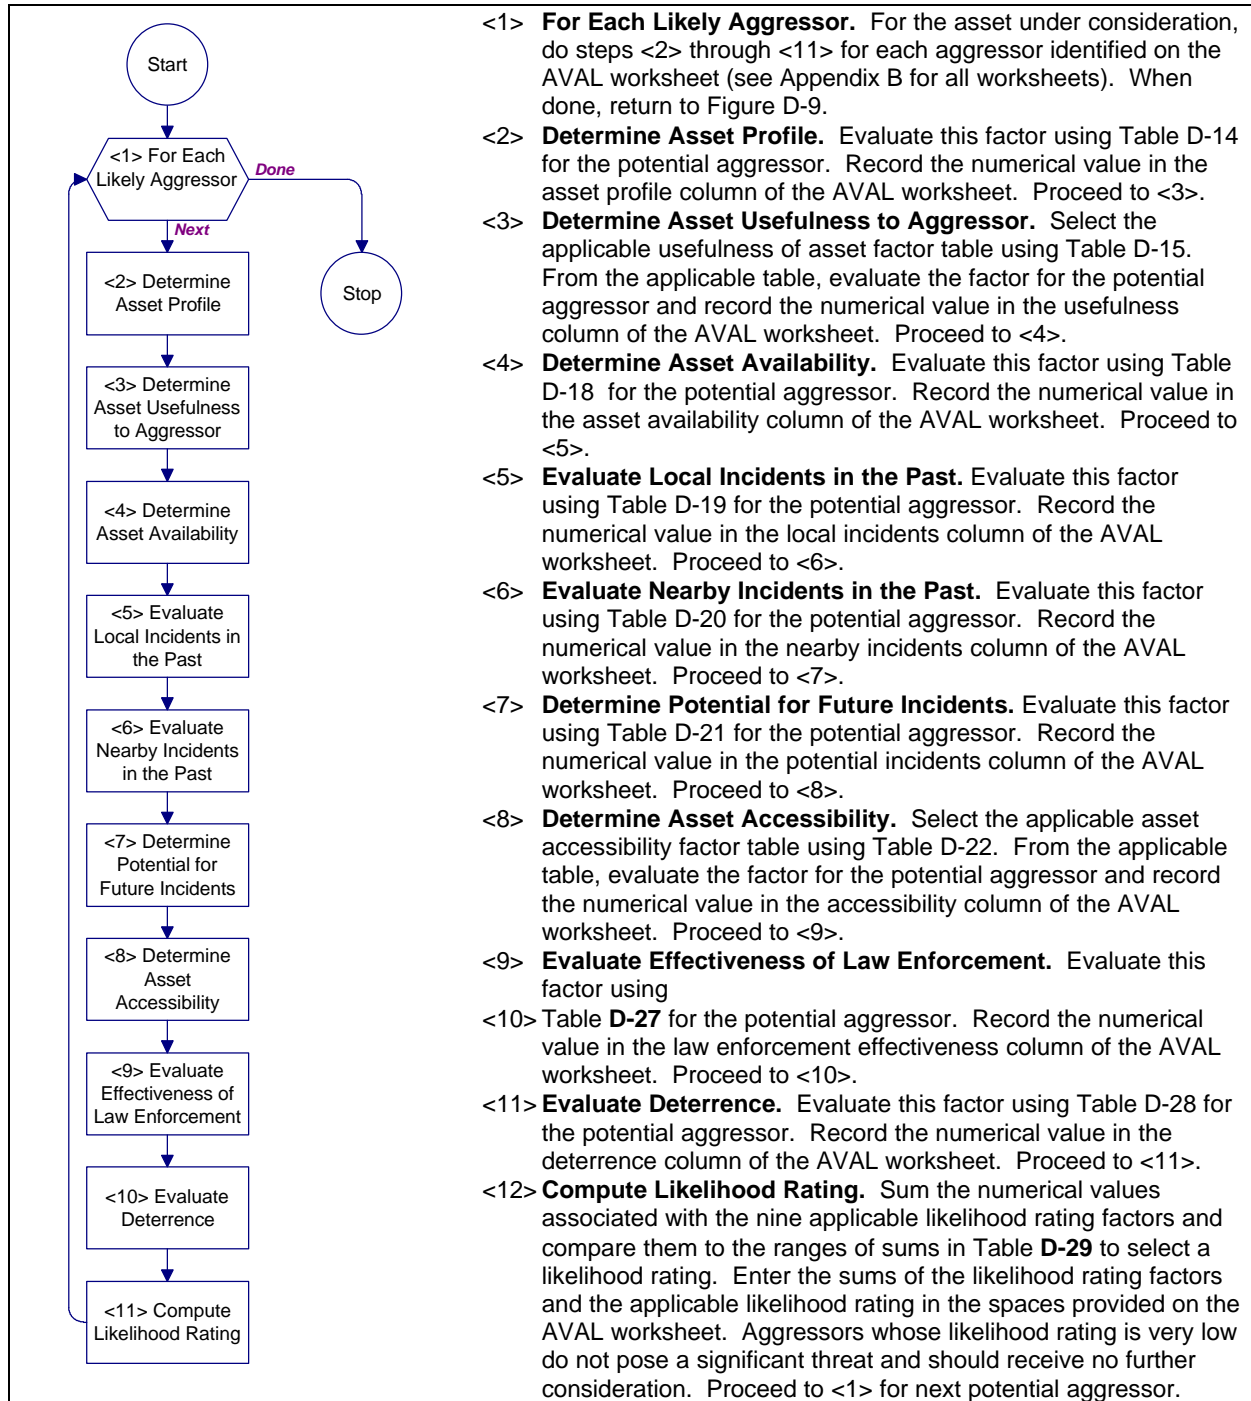 Start
<1> For Each
Likely Aggressor
Done
Next
Stop
<2> Determine
Asset Profile
<3> Determine
Asset Usefulness
to Aggressor
<4> Determine
Asset Availability
<5> Evaluate
Local Incidents in
the Past
<6> Evaluate
Nearby Incidents
in the Past
<7> Determine
Potential for
Future Incidents
<8> Determine
Asset
Accessibility
<9> Evaluate
Effectiveness of
Law Enforcement
<10> Evaluate
Deterrence
<11> Compute
Likelihood Rating
<1> For Each Likely Aggressor. For the asset under consideration,
do steps <2> through <11> for each aggressor identified on the
AVAL worksheet (see Appendix B for all worksheets). When
done, return to Figure D-9.
<2> Determine Asset Profile. Evaluate this factor using Table D-14
for the potential aggressor. Record the numerical value in the
asset profile column of the AVAL worksheet. Proceed to <3>.
<3> Determine Asset Usefulness to Aggressor. Select the
applicable usefulness of asset factor table using Table D-15.
From the applicable table, evaluate the factor for the potential
aggressor and record the numerical value in the usefulness
column of the AVAL worksheet. Proceed to <4>.
<4> Determine Asset Availability. Evaluate this factor using Table
D-18 for the potential aggressor. Record the numerical value in
the asset availability column of the AVAL worksheet. Proceed to
<5>.
<5> Evaluate Local Incidents in the Past. Evaluate this factor
using Table D-19 for the potential aggressor. Record the
numerical value in the local incidents column of the AVAL
worksheet. Proceed to <6>.
<6> Evaluate Nearby Incidents in the Past. Evaluate this factor
using Table D-20 for the potential aggressor. Record the
numerical value in the nearby incidents column of the AVAL
worksheet. Proceed to <7>.
<7> Determine Potential for Future Incidents. Evaluate this factor
using Table D-21 for the potential aggressor. Record the
numerical value in the potential incidents column of the AVAL
worksheet. Proceed to <8>.
<8> Determine Asset Accessibility. Select the applicable asset
accessibility factor table using Table D-22. From the applicable
table, evaluate the factor for the potential aggressor and record
the numerical value in the accessibility column of the AVAL
worksheet. Proceed to <9>.
<9> Evaluate Effectiveness of Law Enforcement. Evaluate this
factor using
<10> Table D-27 for the potential aggressor. Record the numerical
value in the law enforcement effectiveness column of the AVAL
worksheet. Proceed to <10>.
<11> Evaluate Deterrence. Evaluate this factor using Table D-28 for
the potential aggressor. Record the numerical value in the
deterrence column of the AVAL worksheet. Proceed to <11>.
<12> Compute Likelihood Rating. Sum the numerical values
associated with the nine applicable likelihood rating factors and
compare them to the ranges of sums in Table D-29 to select a
likelihood rating. Enter the sums of the likelihood rating factors
and the applicable likelihood rating in the spaces provided on the
AVAL worksheet. Aggressors whose likelihood rating is very low
do not pose a significant threat and should receive no further
consideration. Proceed to <1> for next potential aggressor.